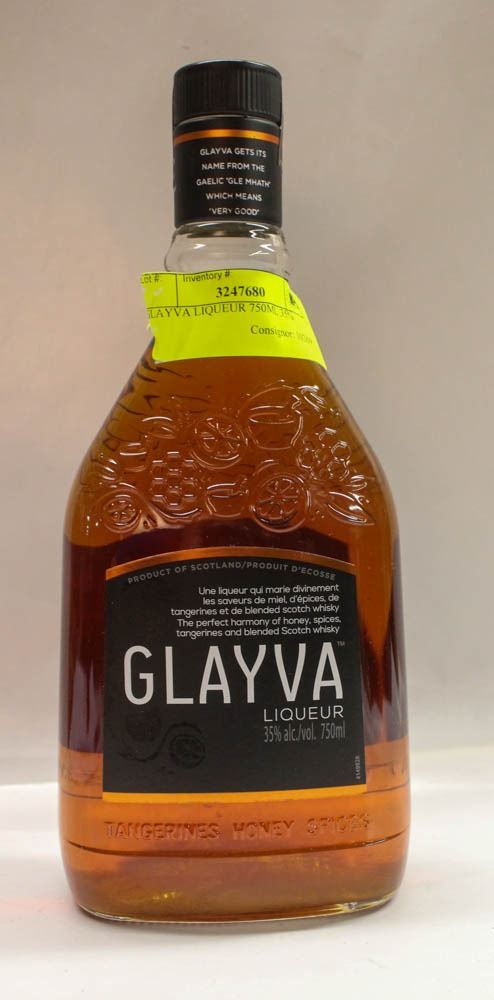 GLAYVA GETS ITS
NAME FROM THE
GAELIC "GLE MHATH"
WHICH MEANS
"VERY GOOD"
Lot #: Inventory #:
3247680
GLAYVA LIQUEUR 750ML 35%
Consignor:
PRODUCT OF SCOTLAND/PRODUIT D'ECOSSE
Une liqueur qui marie divinement
les saveurs de miel, d'épices, de
tangerines et de blended scotch whisky
The perfect harmony of honey, spices,
tangerines and blended Scotch whisky
GLAYVA™
LIQUEUR
35% alc./vol. 750ml
TANGERINES HONEY SPICES